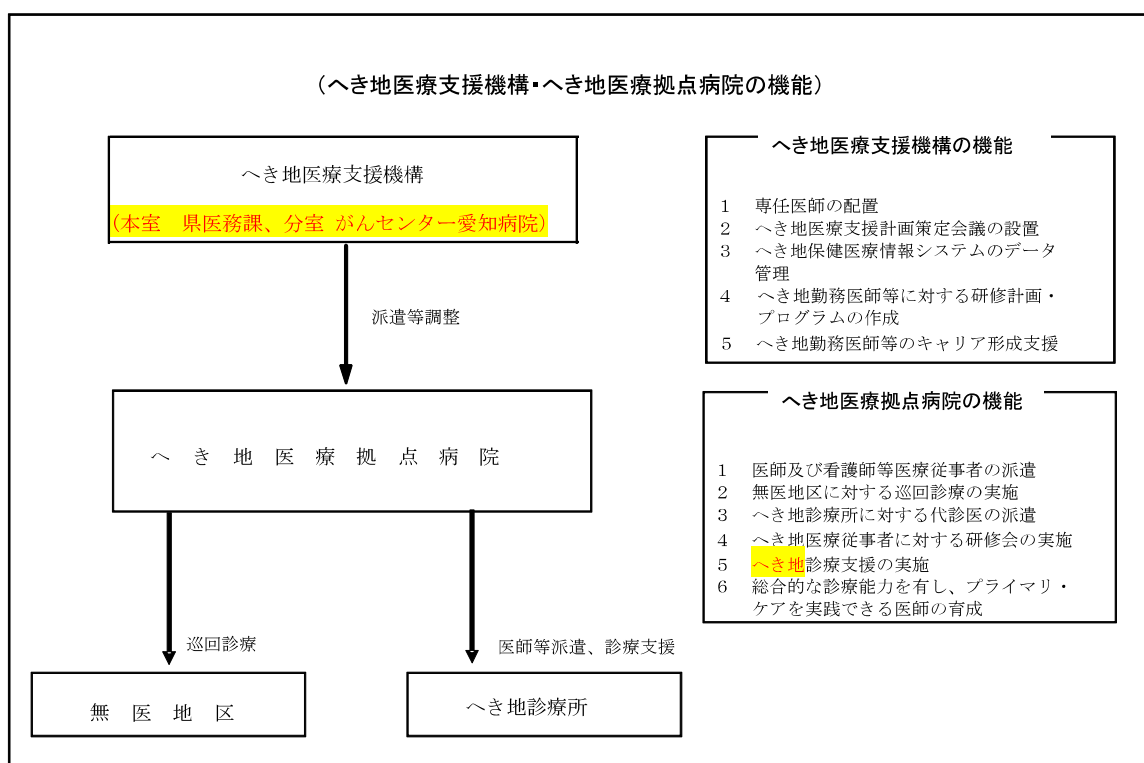 （へき地医療支援機構・へき地医療拠点病院の機能）
へき地医療支援機構
（本室　県医務課、分室 がんセンター愛知病院）
派遣等調整
へ き 地 医 療 拠 点 病 院
巡回診療
医師等派遣、診療支援
無 医 地 区
へき地診療所
へき地医療支援機構の機能
1　専任医師の配置
2　へき地医療支援計画策定会議の設置
3　へき地保健医療情報システムのデータ
管理
4　へき地勤務医師等に対する研修計画・
プログラムの作成
5　へき地勤務医師等のキャリア形成支援
へき地医療拠点病院の機能
1　医師及び看護師等医療従事者の派遣
2　無医地区に対する巡回診療の実施
3　へき地診療所に対する代診医の派遣
4　へき地医療従事者に対する研修会の実施
5　へき地診療支援の実施
6　総合的な診療能力を有し、プライマリ・
ケアを実践できる医師の育成